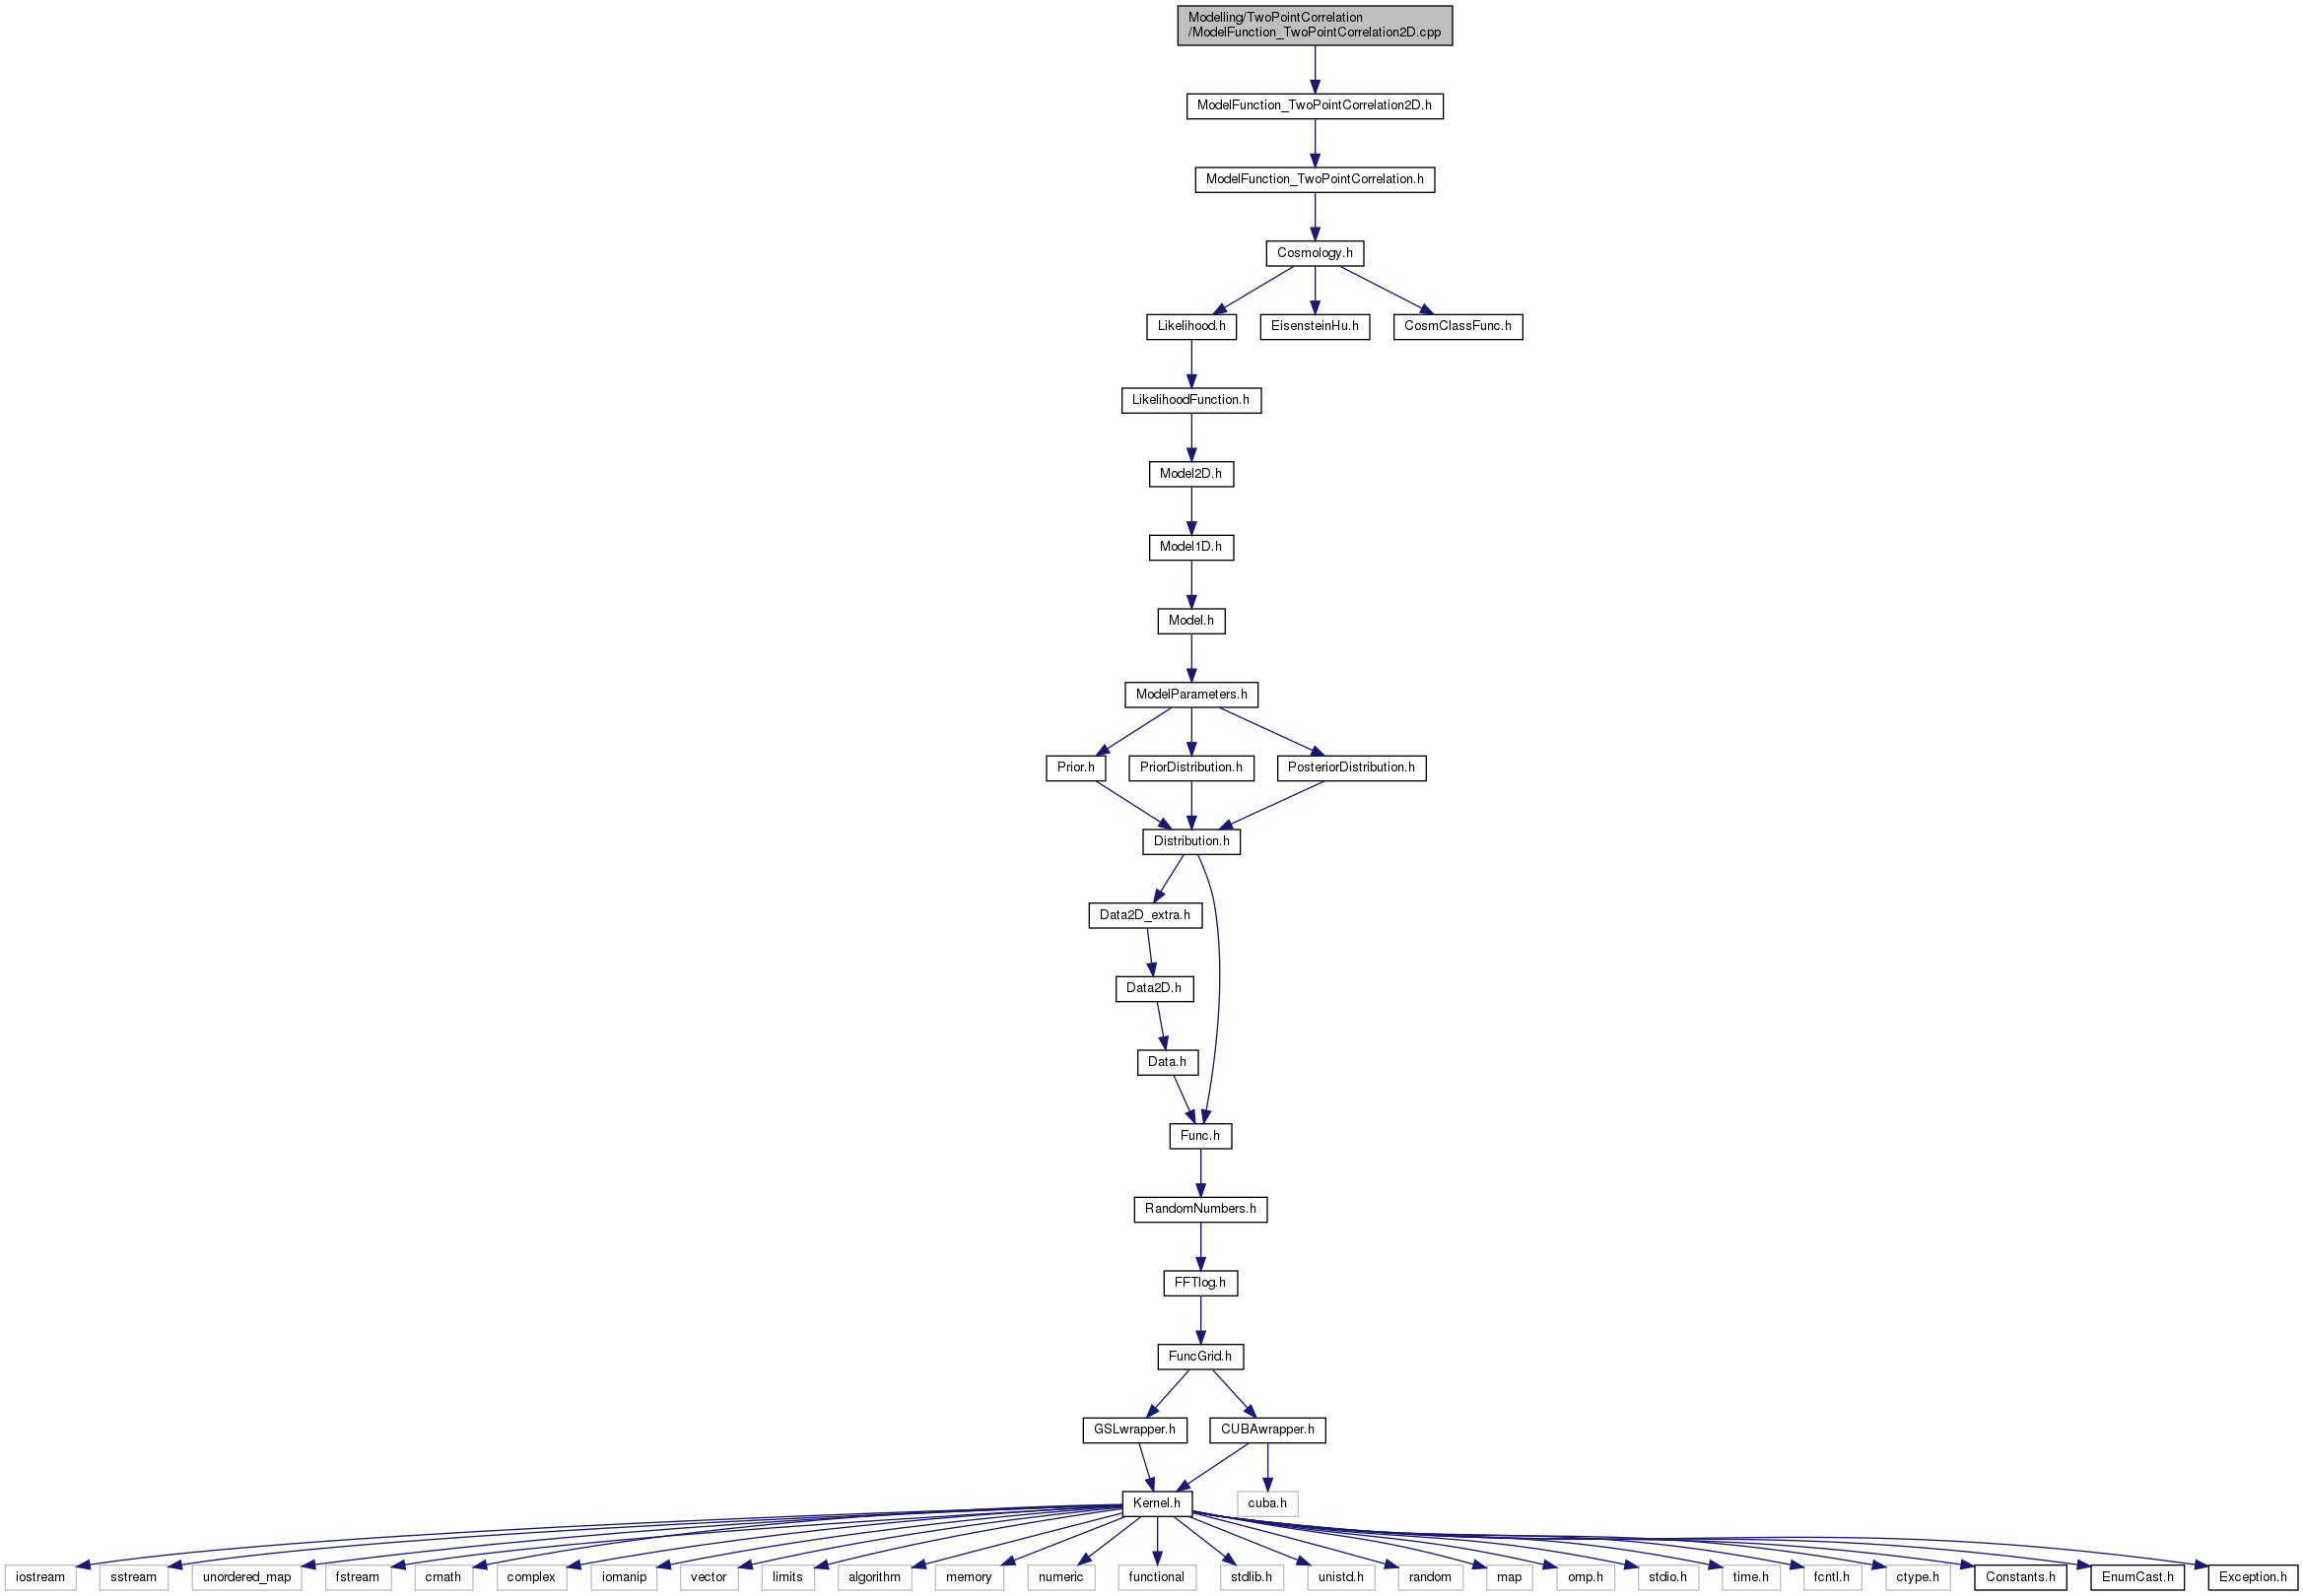 Modelling/TwoPointCorrelation
/ModelFunction_TwoPointCorrelation2D.cpp
ModelFunction_TwoPointCorrelation2D.h
ModelFunction_TwoPointCorrelation.h
Cosmology.h
Likelihood.h
EisensteinHu.h
CosmClassFunc.h
LikelihoodFunction.h
Model2D.h
Model1D.h
Model.h
ModelParameters.h
Prior.h
PriorDistribution.h
PosteriorDistribution.h
Distribution.h
Data2D_extra.h
Data2D.h
Data.h
Func.h
RandomNumbers.h
FFTlog.h
FuncGrid.h
GSLwrapper.h
CUBAwrapper.h
Kernel.h
cuba.h
iostream
sstream
unordered_map
fstream
cmath
complex
iomanip
vector
limits
algorithm
memory
numeric
functional
stdlib.h
unistd.h
random
map
omp.h
stdio.h
time.h
fcntl.h
ctype.h
Constants.h
EnumCast.h
Exception.h